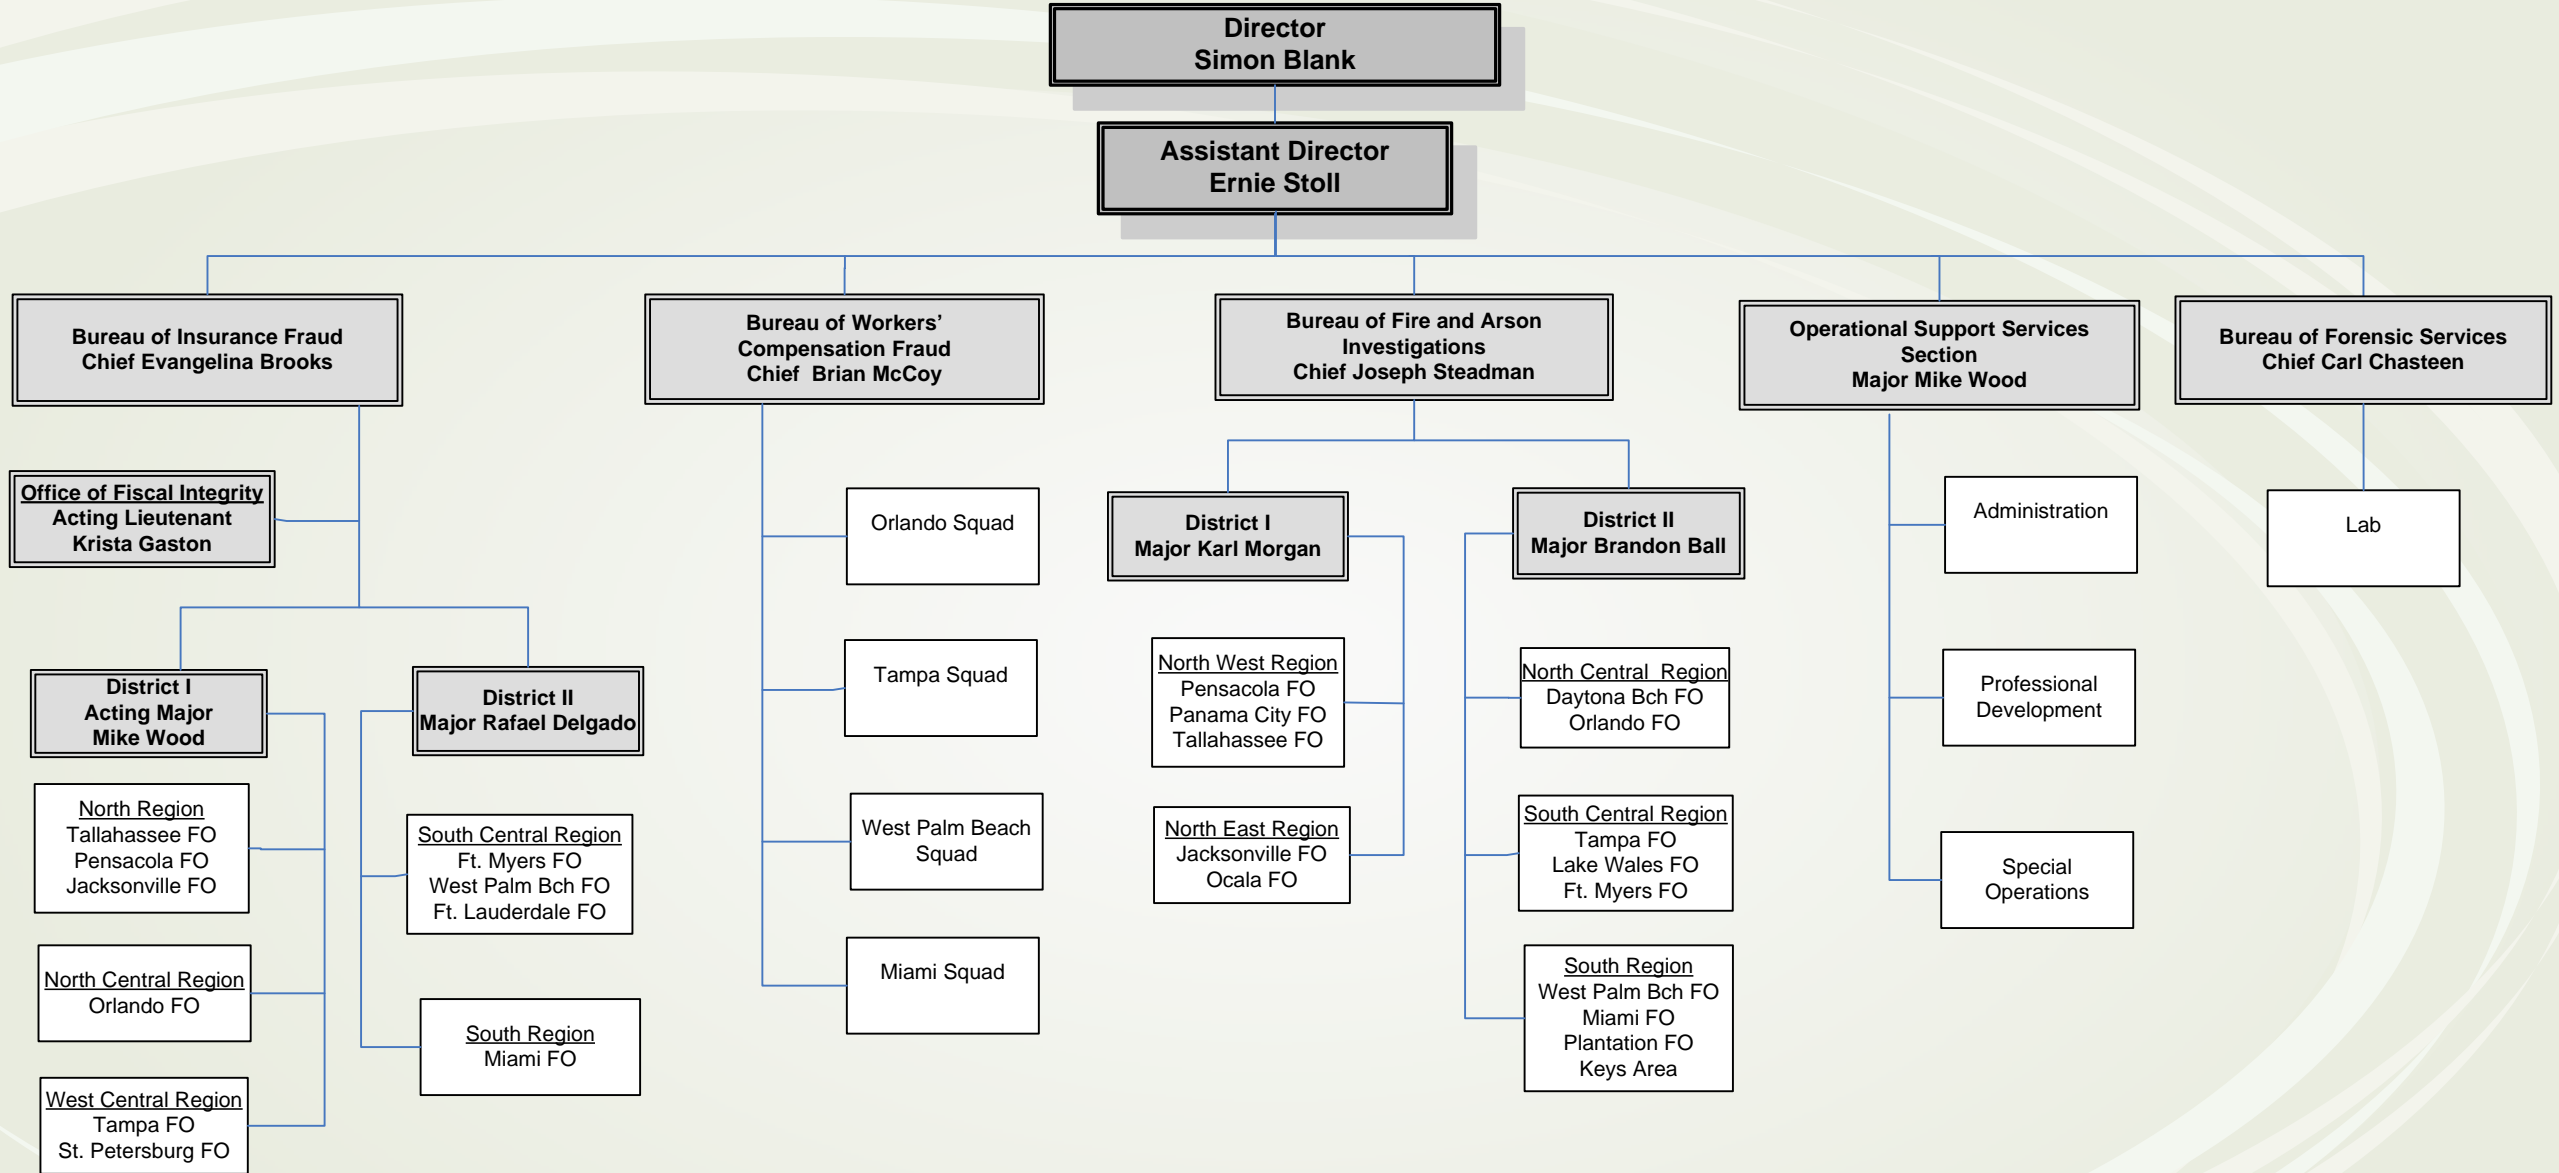 Director
Simon Blank
Assistant Director
Ernie Stoll
Bureau of Insurance Fraud
Chief Evangelina Brooks
Office of Fiscal Integrity
Acting Lieutenant
Krista Gaston
District I
Acting Major
Mike Wood
North Region
Tallahassee FO
Pensacola FO
Jacksonville FO
North Central Region
Orlando FO
West Central Region
Tampa FO
St. Petersburg FO
District II
Major Rafael Delgado
South Central Region
Ft. Myers FO
West Palm Bch FO
Ft. Lauderdale FO
South Region
Miami FO
Bureau of Workers’
Compensation Fraud
Chief  Brian McCoy
Orlando Squad
Tampa Squad
West Palm Beach
Squad
Miami Squad
Bureau of Fire and Arson
Investigations
Chief Joseph Steadman
District I
Major Karl Morgan
North West Region
Pensacola FO
Panama City FO
Tallahassee FO
North East Region
Jacksonville FO
Ocala FO
District II
Major Brandon Ball
North Central  Region
Daytona Bch FO
Orlando FO
South Central Region
Tampa FO
Lake Wales FO
Ft. Myers FO
South Region
West Palm Bch FO
Miami FO
Plantation FO
Keys Area
Operational Support Services
Section
Major Mike Wood
Administration
Professional
Development
Special
Operations
Bureau of Forensic Services
Chief Carl Chasteen
Lab